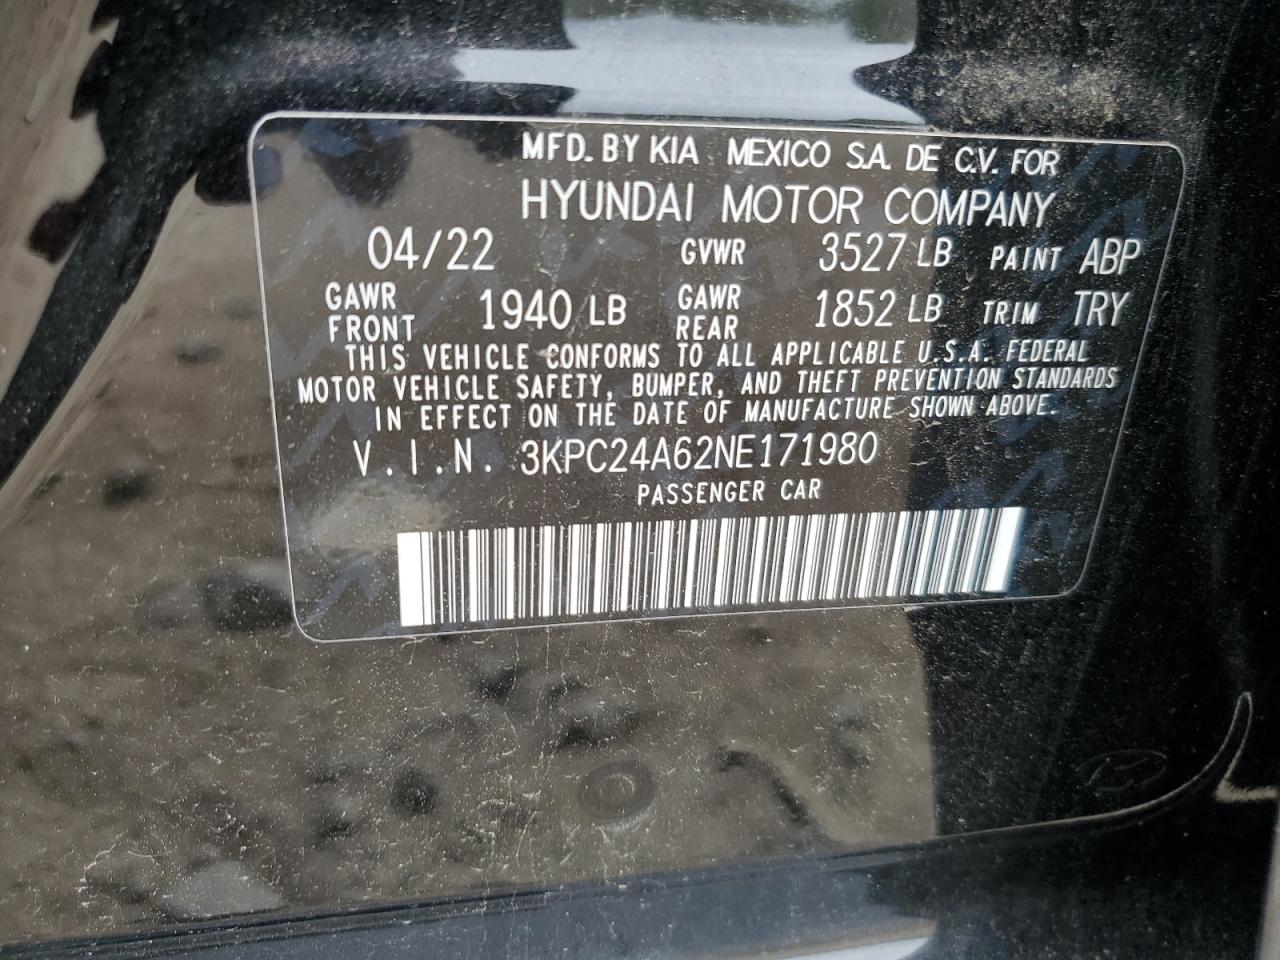 MFD. BY KIA MEXICO S.A. DE C.V. FOR
HYUNDAI MOTOR COMPANY
04/22 GVWR 3527 LB PAINT ABP
GAWR FRONT 1940 LB GAWR REAR 1852 LB TRIM TRY
THIS VEHICLE CONFORMS TO ALL APPLICABLE U.S.A. FEDERAL
MOTOR VEHICLE SAFETY, BUMPER, AND THEFT PREVENTION STANDARDS
IN EFFECT ON THE DATE OF MANUFACTURE SHOWN ABOVE.
V.I.N. 3KPC24A62NE171980
PASSENGER CAR